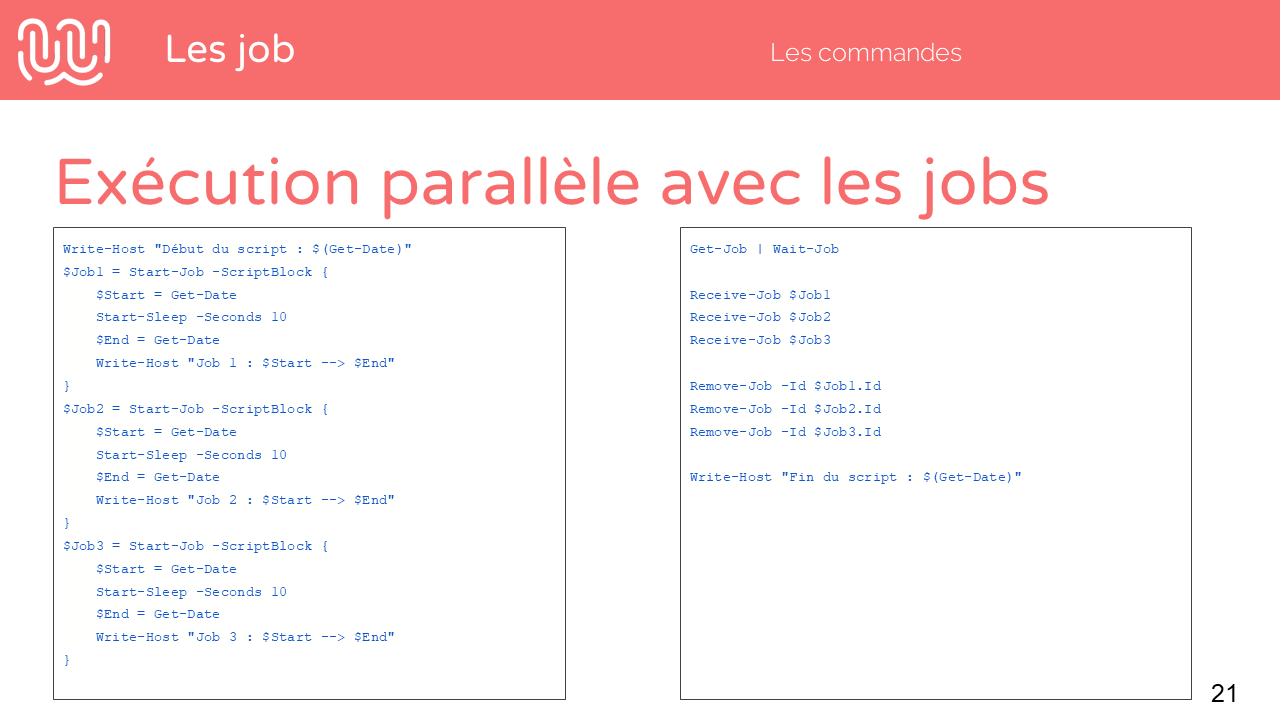 Les job
Les commandes
Exécution parallèle avec les jobs
Write-Host "Début du script : $(Get-Date)"
$Job1 = Start-Job -ScriptBlock {
    $Start = Get-Date
    Start-Sleep -Seconds 10
    $End = Get-Date
    Write-Host "Job 1 : $Start --> $End"
}
$Job2 = Start-Job -ScriptBlock {
    $Start = Get-Date
    Start-Sleep -Seconds 10
    $End = Get-Date
    Write-Host "Job 2 : $Start --> $End"
}
$Job3 = Start-Job -ScriptBlock {
    $Start = Get-Date
    Start-Sleep -Seconds 10
    $End = Get-Date
    Write-Host "Job 3 : $Start --> $End"
}
Get-Job | Wait-Job
Receive-Job $Job1
Receive-Job $Job2
Receive-Job $Job3
Remove-Job -Id $Job1.Id
Remove-Job -Id $Job2.Id
Remove-Job -Id $Job3.Id
Write-Host "Fin du script : $(Get-Date)"
21